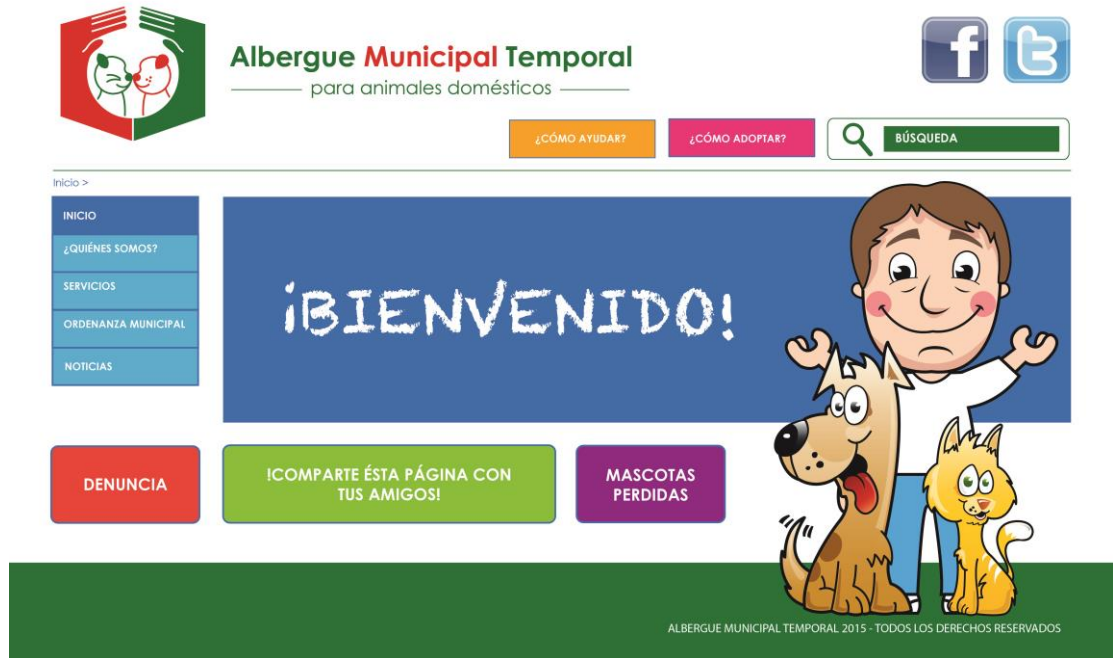 Albergue Municipal Temporal
para animales domésticos
f
t
¿CÓMO AYUDAR?
¿CÓMO ADOPTAR?
BÚSQUEDA
Inicio >
INICIO
¿QUIÉNES SOMOS?
SERVICIOS
ORDENANZA MUNICIPAL
NOTICIAS
¡BIENVENIDO!
DENUNCIA
!COMPARTE ÉSTA PÁGINA CON
TUS AMIGOS!
MASCOTAS
PERDIDAS
ALBERGUE MUNICIPAL TEMPORAL 2015 - TODOS LOS DERECHOS RESERVADOS